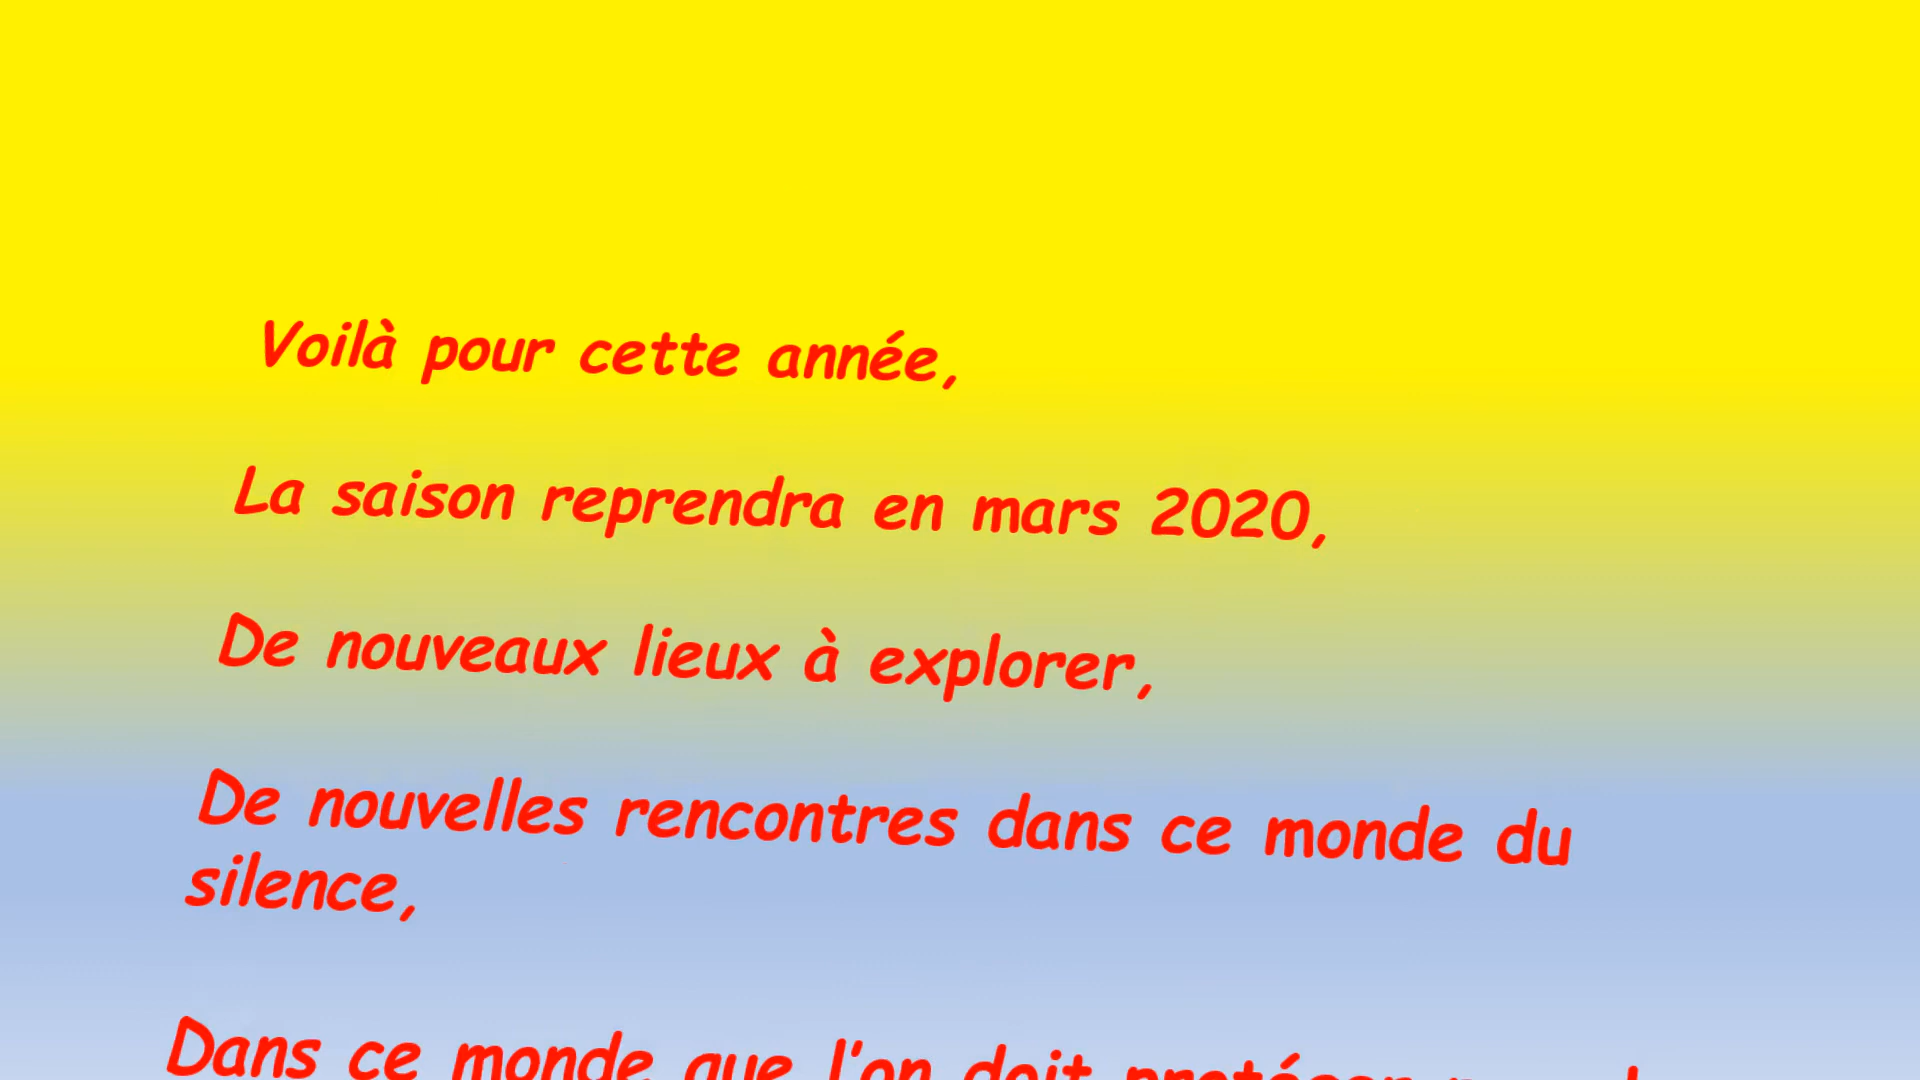 Voilà pour cette année,
La saison reprendra en mars 2020,
De nouveaux lieux à explorer,
De nouvelles rencontres dans ce monde du
silence,
Dans ce monde que l'on doit protéger